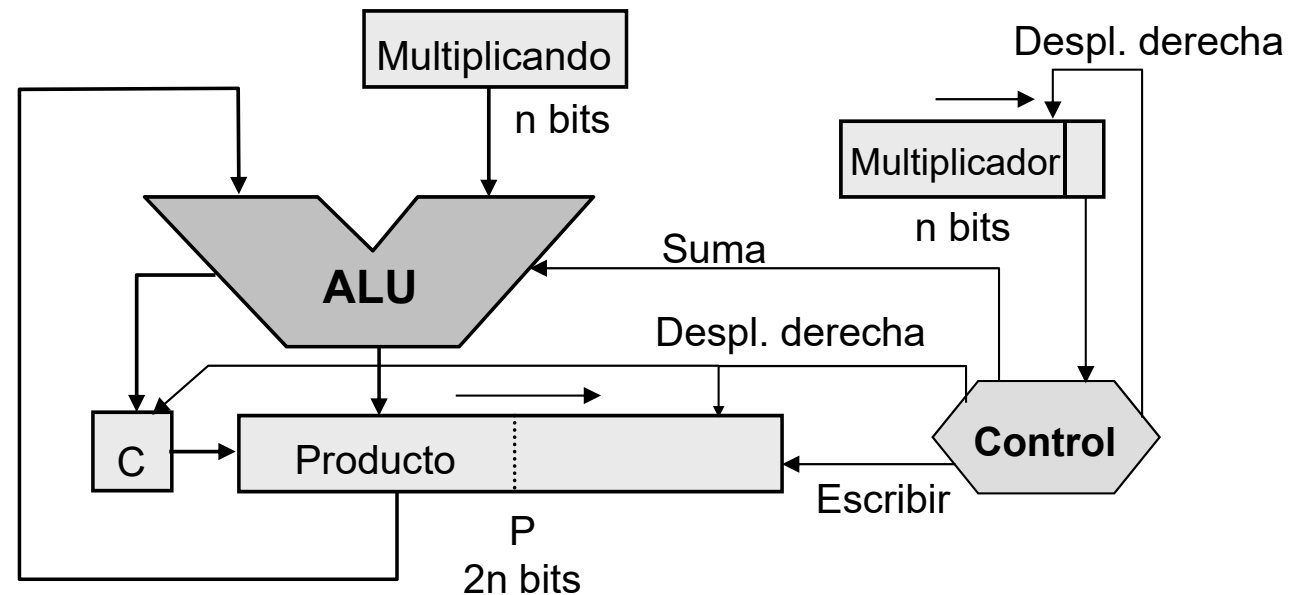 Multiplicando
n bits
Despl. derecha
Multiplicador
n bits
Suma
ALU
Despl. derecha
C
Producto
Control
Escribir
P
2n bits